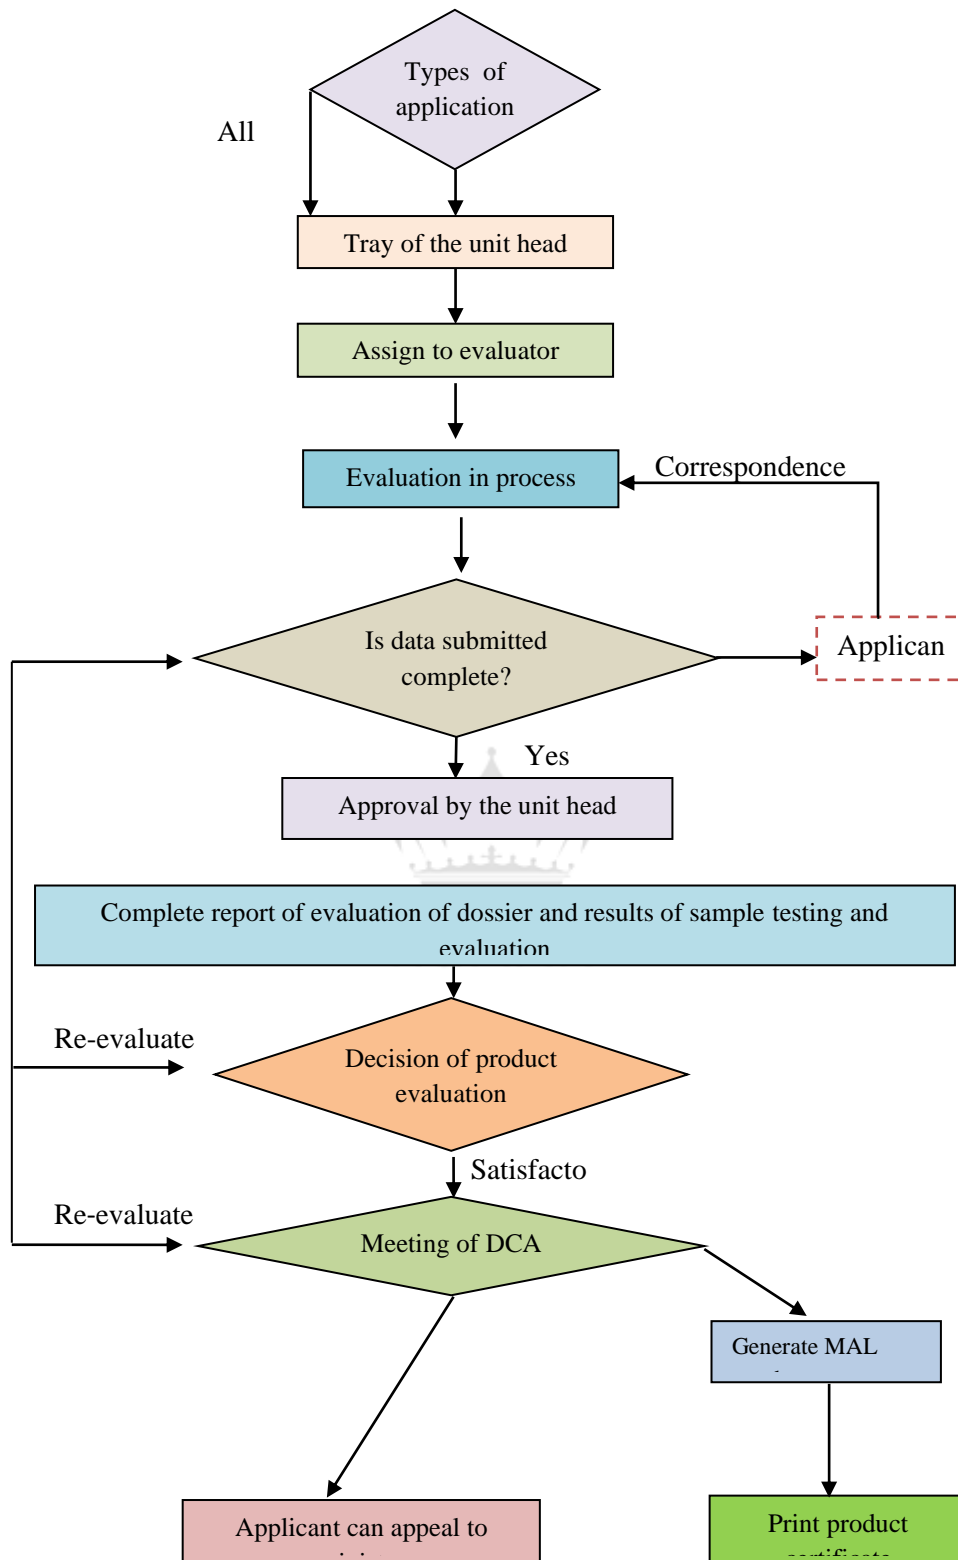 Types of
application
All
Tray of the unit head
Assign to evaluator
Evaluation in process
Correspondence
Is data submitted
complete?
Applican
Yes
Approval by the unit head
Complete report of evaluation of dossier and results of sample testing and
evaluation
Re-evaluate
Decision of product
evaluation
Satisfacto
Re-evaluate
Meeting of DCA
Generate MAL
Applicant can appeal to
Print product
certificate